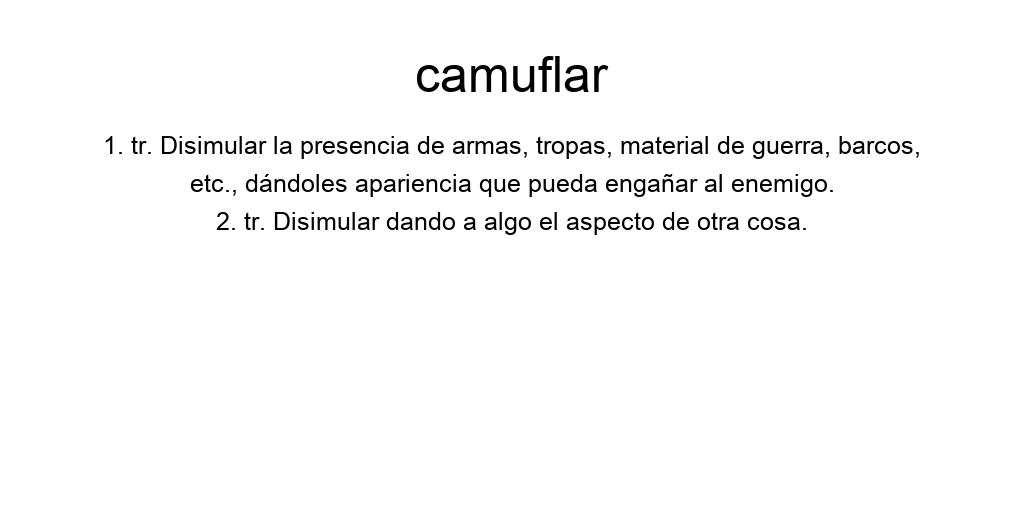 camuflar
1. tr. Disimular la presencia de armas, tropas, material de guerra, barcos,
etc., dándoles apariencia que pueda engañar al enemigo.
2. tr. Disimular dando a algo el aspecto de otra cosa.